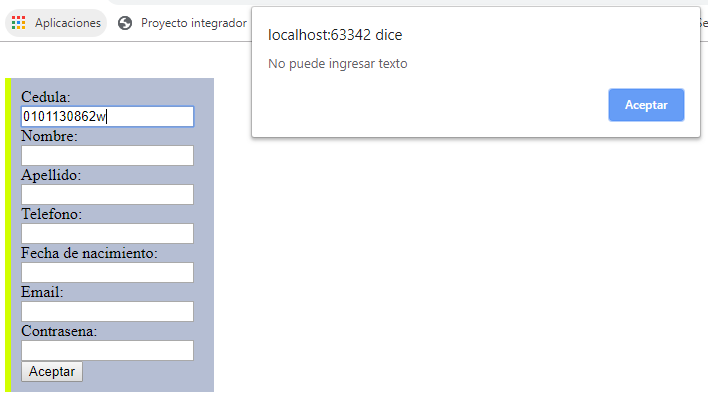 Aplicaciones
Proyecto integrador
localhost:63342 dice
No puede ingresar texto
Aceptar
Cedula:
0101130862w
Nombre:
Apellido:
Telefono:
Fecha de nacimiento:
Email:
Contrasena:
Aceptar